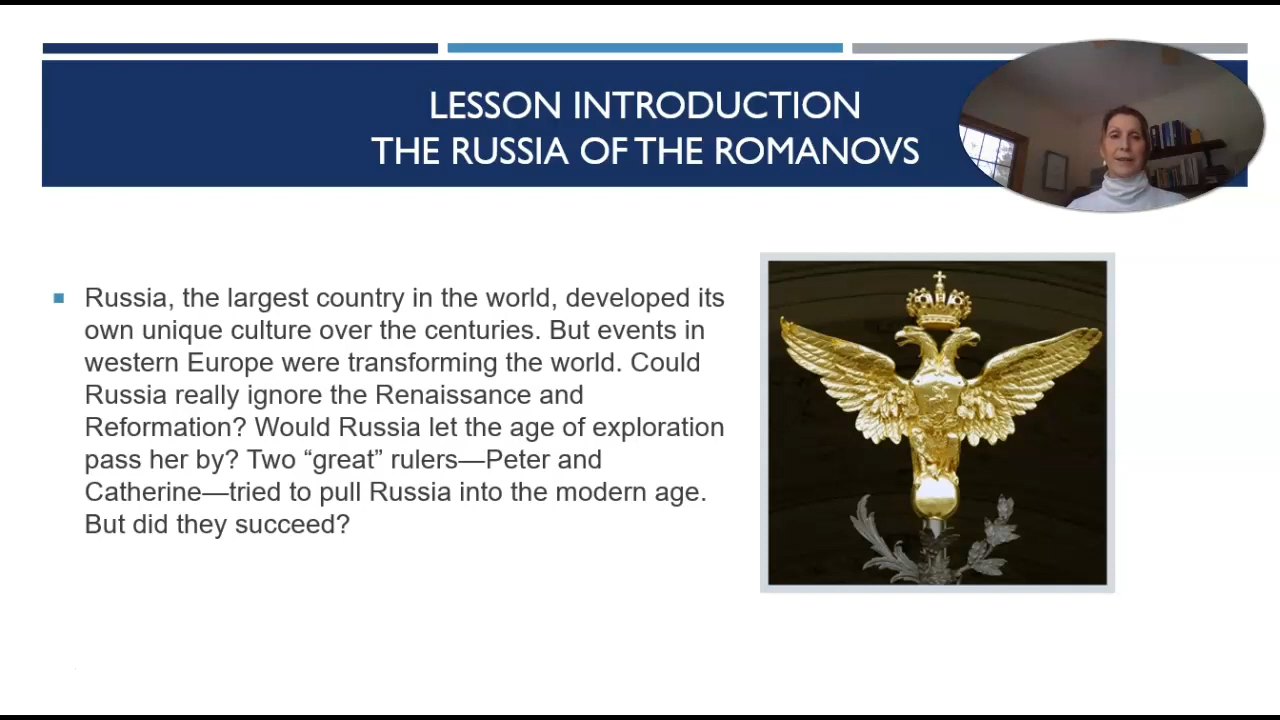 LESSON INTRODUCTION
THE RUSSIA OF THE ROMANOVS
Russia, the largest country in the world, developed its
own unique culture over the centuries. But events in
western Europe were transforming the world. Could
Russia really ignore the Renaissance and
Reformation? Would Russia let the age of exploration
pass her by? Two “great” rulers—Peter and
Catherine—tried to pull Russia into the modern age.
But did they succeed?